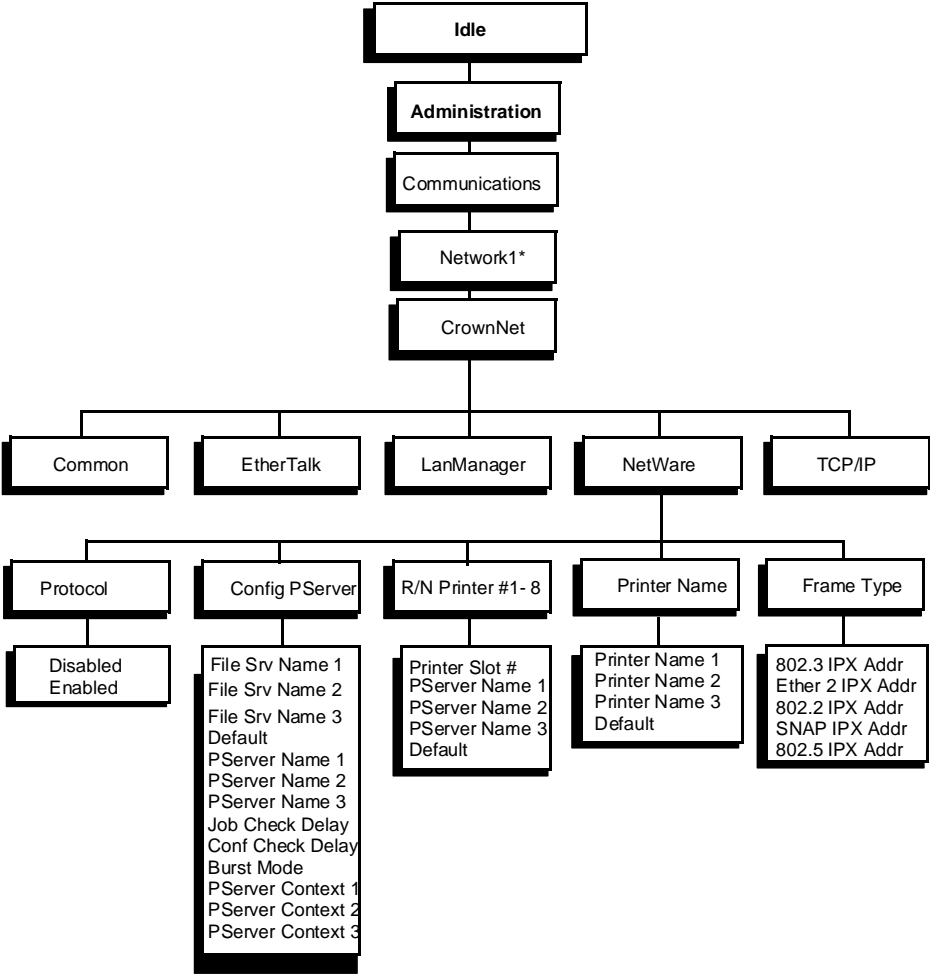 Idle
Administration
Communications
Network1*
CrownNet
Common
EtherTalk
LanManager
NetWare
TCP/IP
Protocol
Config PServer
R/N Printer #1- 8
Printer Name
Frame Type
Disabled
Enabled
File Srv Name 1
File Srv Name 2
File Srv Name 3
Default
PServer Name 1
PServer Name 2
PServer Name 3
Job Check Delay
Conf Check Delay
Burst Mode
PServer Context 1
PServer Context 2
PServer Context 3
Printer Slot #
PServer Name 1
PServer Name 2
PServer Name 3
Default
Printer Name 1
Printer Name 2
Printer Name 3
Default
802.3 IPX Addr
Ether 2 IPX Addr
802.2 IPX Addr
SNAP IPX Addr
802.5 IPX Addr